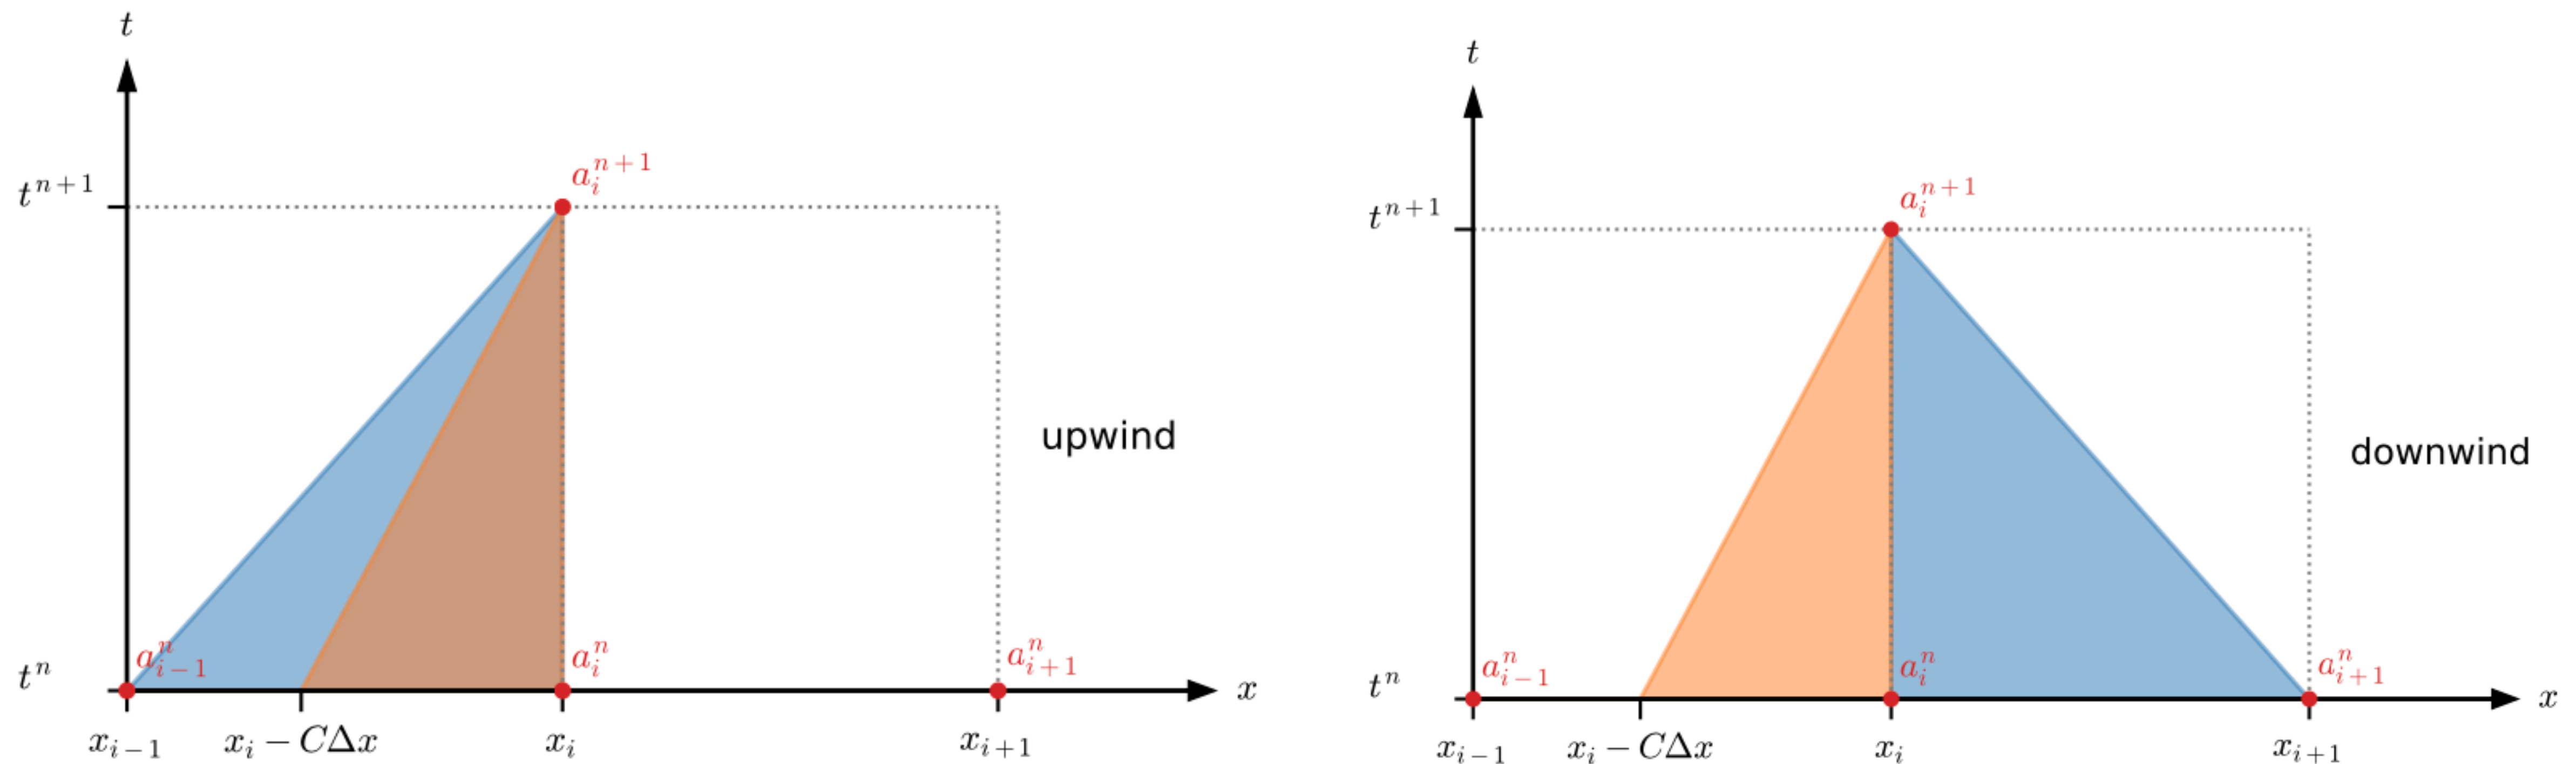 t
t^{n+1}
a_i^{n+1}
upwind
a_{i-1}^n
a_i^n
a_{i+1}^n
t^n
x
x_{i-1}
x_i - CΔx
x_i
x_{i+1}
t
t^{n+1}
a_i^{n+1}
downwind
a_{i-1}^n
a_i^n
a_{i+1}^n
t^n
x
x_{i-1}
x_i - CΔx
x_i
x_{i+1}